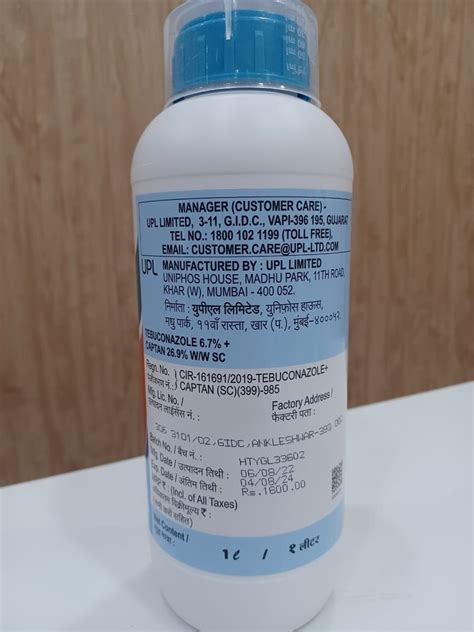 MANAGER (CUSTOMER CARE) -
UPL LIMITED, 3-11, G.I.D.C., VAPI-396 195, GUJARAT
TEL NO.: 1800 102 1199 (TOLL FREE),
EMAIL: CUSTOMER.CARE@UPL-LTD.COM
UPL
MANUFACTURED BY : UPL LIMITED
UNIPHOS HOUSE, MADHU PARK, 11TH ROAD,
KHAR (W), MUMBAI - 400 052.
निर्माता : युपीएल लिमिटेड, युनिफ़ोस हाऊस,
मधु पार्क, ११वाँ रास्ता, खार (प.), मुंबई-४०००५२
TEBUCONAZOLE 6.7% +
CAPTAN 26.9% W/W SC
Regn. No./ CIR-161691/2019-TEBUCONAZOLE+
CAPTAN (SC)(399)-985
Mfg. Lic. No./
उत्पादन लाईसेंस नं.:
Factory Address /
फैक्टरी पता :
3101/02, GIDC, ANKLESHWAR-393
Batch No./ बैच नं.: HTYGL33602
Mfg. Date / उत्पादन तिथी : 06/08/22
Exp. Date / अंतिम तिथी : 04/08/24
MRP ₹ : (Incl. of All Taxes) Rs.1600.00
Net Content /
१ लीटर